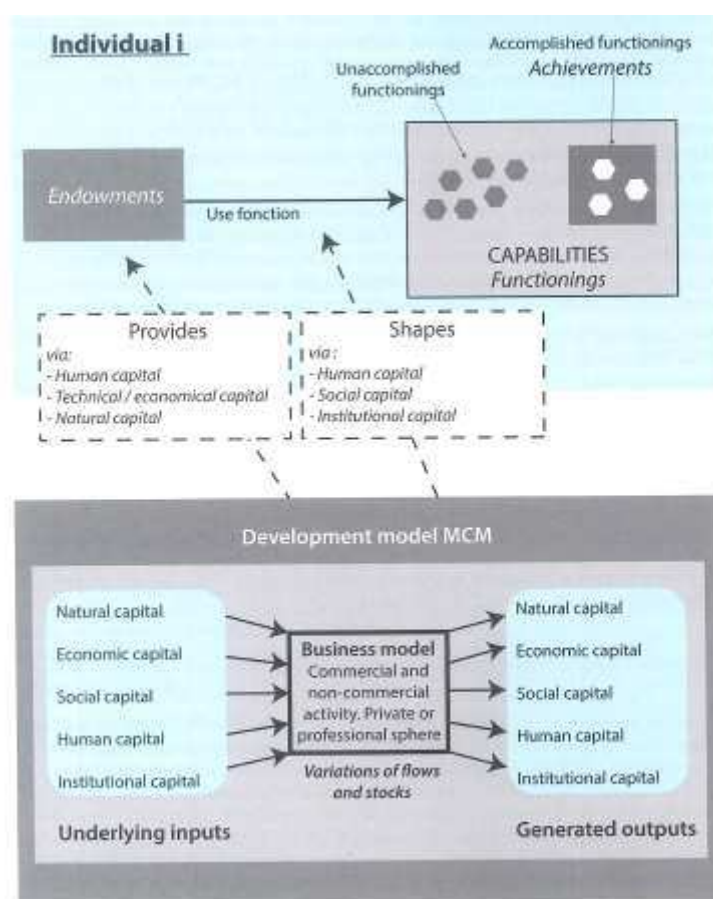 Individual i
Accomplished functionings
Achievements
Unaccomplished
functionings
Endowments
Use fonction
CAPABILITIES
Functionings
Provides
via:
- Human capital
- Technical / economical capital
- Natural capital
Shapes
via :
- Human capital
- Social capital
- Institutional capital
Development model MCM
Natural capital
Economic capital
Social capital
Human capital
Institutional capital
Underlying inputs
Business model
Commercial and
non-commercial
activity. Private or
professional sphere
Variations of flows
and stocks
Natural capital
Economic capital
Social capital
Human capital
Institutional capital
Generated outputs